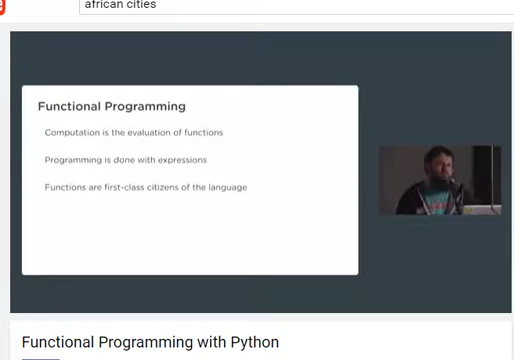 african cities
Functional Programming
Computation is the evaluation of functions
Programming is done with expressions
Functions are first-class citizens of the language
Functional Programming with Python